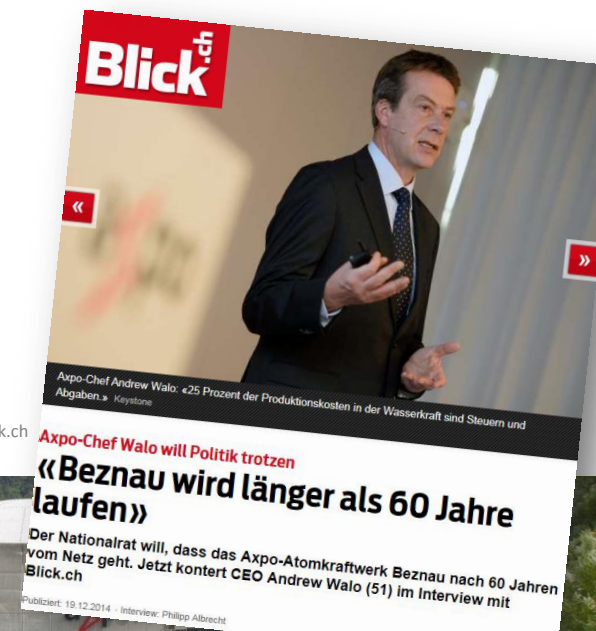 Blick.ch
«
»
Axpo-Chef Andrew Walo: «25 Prozent der Produktionskosten in der Wasserkraft sind Steuern und
Abgaben.» Keystone
k.ch
Axpo-Chef Walo will Politik trotzen
«Beznau wird länger als 60 Jahre
laufen»
Der Nationalrat will, dass das Axpo-Atomkraftwerk Beznau nach 60 Jahren
vom Netz geht. Jetzt kontert CEO Andrew Walo (51) im Interview mit
Blick.ch
Publiziert: 19.12.2014 - Interview: Philipp Albrecht